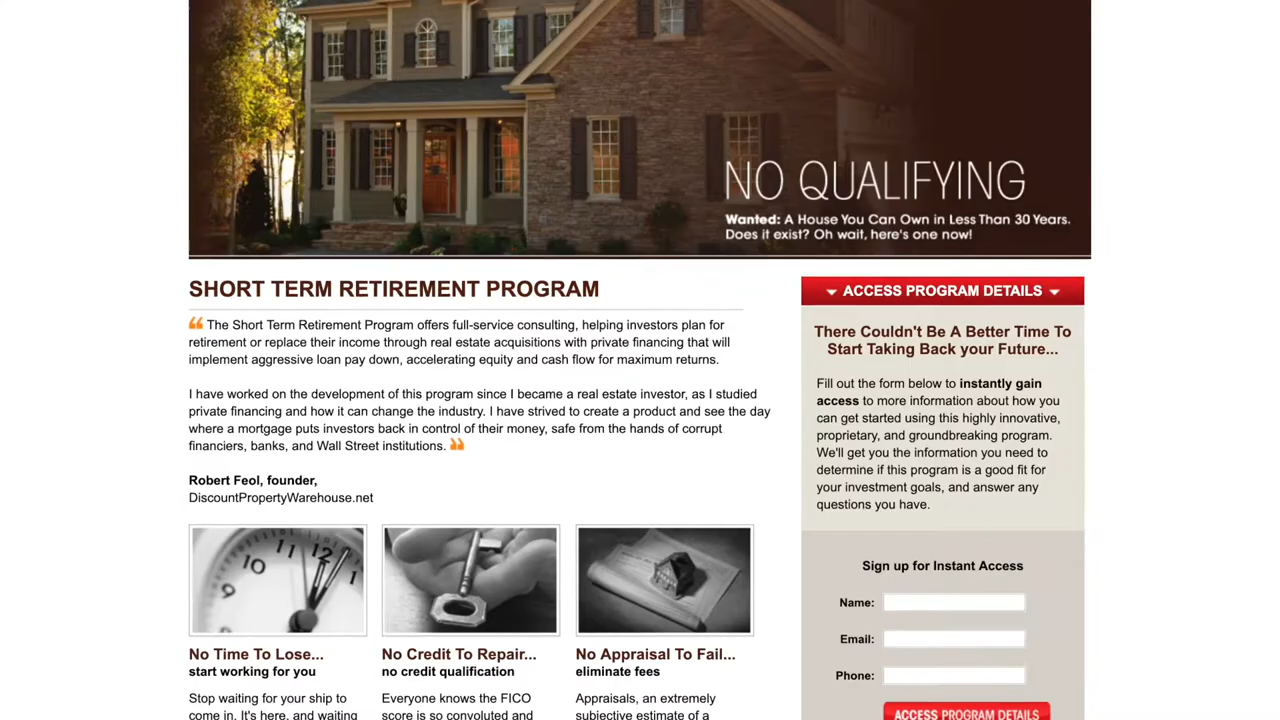 NO QUALIFYING
Wanted: A House You Can Own in Less Than 30 Years.
Does it exist? Oh wait, here's one now!
SHORT TERM RETIREMENT PROGRAM
The Short Term Retirement Program offers full-service consulting, helping investors plan for
retirement or replace their income through real estate acquisitions with private financing that will
implement aggressive loan pay down, accelerating equity and cash flow for maximum returns.
I have worked on the development of this program since I became a real estate investor, as I studied
private financing and how it can change the industry. I have strived to create a product and see the day
where a mortgage puts investors back in control of their money, safe from the hands of corrupt
financiers, banks, and Wall Street institutions.
Robert Feol, founder,
DiscountPropertyWarehouse.net
11 12 1
10
9
No Time To Lose...
start working for you
Stop waiting for your ship to
come in. It's here, and waiting
No Credit To Repair...
no credit qualification
Everyone knows the FICO
score is so convoluted and
No Appraisal To Fail...
eliminate fees
Appraisals, an extremely
subjective estimate of a
ACCESS PROGRAM DETAILS
There Couldn't Be A Better Time To
Start Taking Back your Future...
Fill out the form below to instantly gain
access to more information about how you
can get started using this highly innovative,
proprietary, and groundbreaking program.
We'll get you the information you need to
determine if this program is a good fit for
your investment goals, and answer any
questions you have.
Sign up for Instant Access
Name:
Email:
Phone:
ACCESS PROGRAM DETAILS